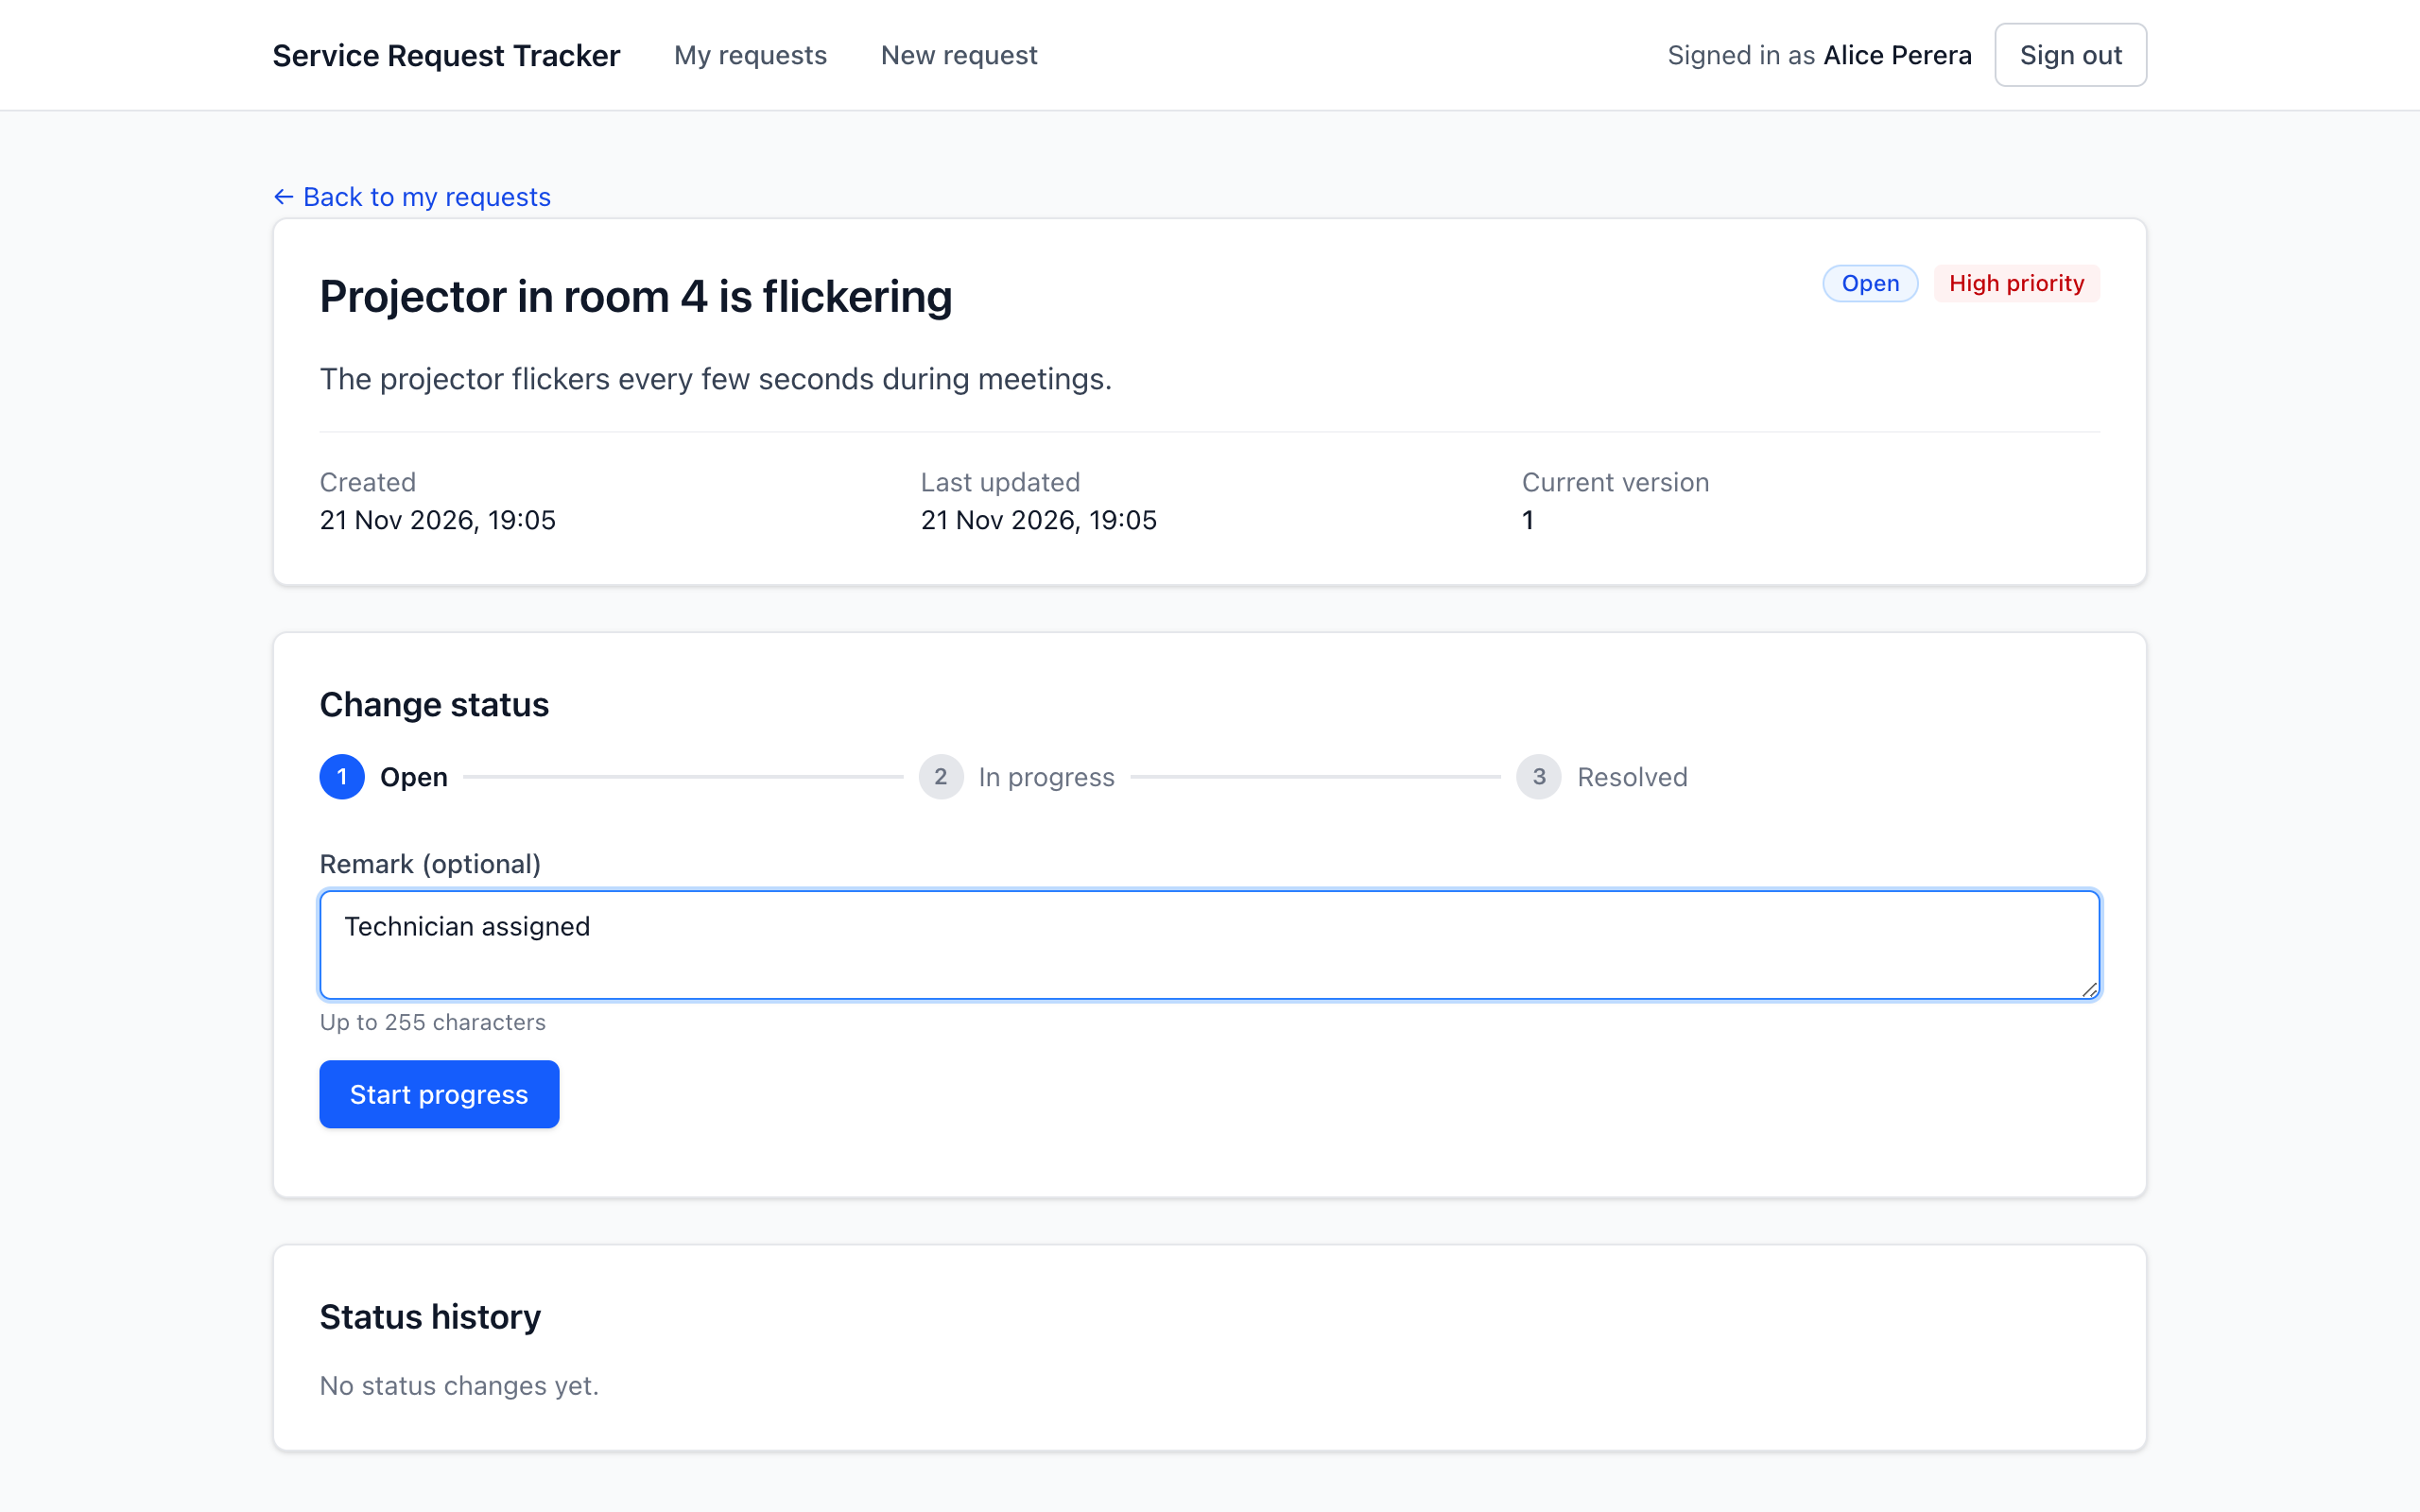 Service Request Tracker My requests New request Signed in as Alice Perera Sign out
← Back to my requests
Projector in room 4 is flickering Open High priority
The projector flickers every few seconds during meetings.
Created Last updated Current version
21 Nov 2026, 19:05 21 Nov 2026, 19:05 1
Change status
1 Open 2 In progress 3 Resolved
Remark (optional)
Technician assigned
Up to 255 characters
Start progress
Status history
No status changes yet.